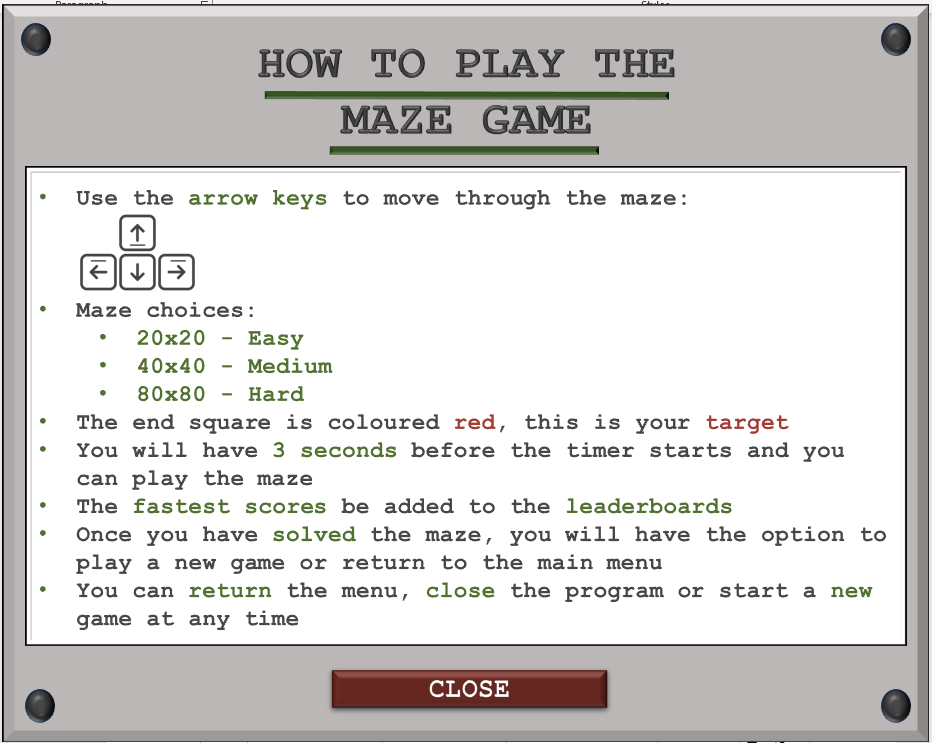 HOW TO PLAY THE
MAZE GAME
• Use the arrow keys to move through the maze:
↑
← ↓ →
• Maze choices:
• 20x20 - Easy
• 40x40 - Medium
• 80x80 - Hard
• The end square is coloured red, this is your target
• You will have 3 seconds before the timer starts and you
can play the maze
• The fastest scores be added to the leaderboards
• Once you have solved the maze, you will have the option to
play a new game or return to the main menu
• You can return the menu, close the program or start a new
game at any time
CLOSE